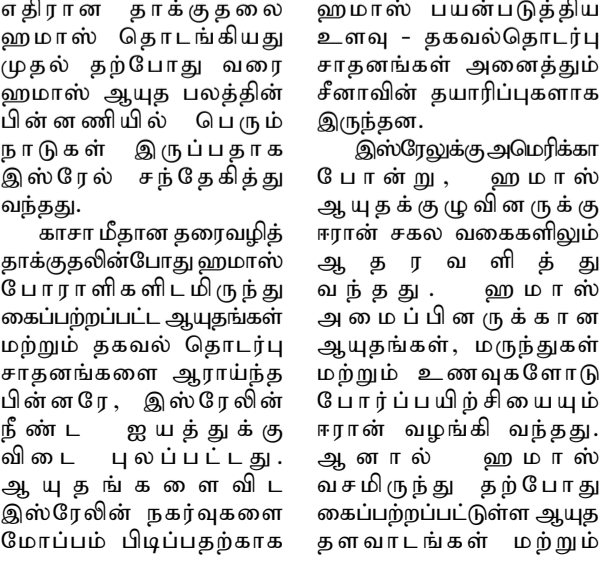 எதிரான தாக்குதலை
ஹமாஸ் தொடங்கியது
முதல் தற்போது வரை
ஹமாஸ் ஆயுத பலத்தின்
பின்னணியில் பெரும்
நாடுகள் இருப்பதாக
இஸ்ரேல் சந்தேகித்து
வந்தது.
காசா மீதான தரைவழித்
தாக்குதலின்போது ஹமாஸ்
போராளிகளிடமிருந்து
கைப்பற்றப்பட்ட ஆயுதங்கள்
மற்றும் தகவல் தொடர்பு
சாதனங்களை ஆராய்ந்த
பின்னரே, இஸ்ரேலின்
நீண்ட ஐயத்துக்கு
விடை புலப்பட்டது.
ஆயுதங்களைவிட
இஸ்ரேலின் நகர்வுகளை
மோப்பம் பிடிப்பதற்காக
ஹமாஸ் பயன்படுத்திய
உளவு - தகவல்தொடர்பு
சாதனங்கள் அனைத்தும்
சீனாவின் தயாரிப்புகளாக
இருந்தன.
இஸ்ரேலுக்கு அமெரிக்கா
போன்று, ஹமாஸ்
ஆயுதக்குழுவினருக்கு
ஈரான் சகல வகைகளிலும்
ஆதரவளித்து
வந்தது. ஹமாஸ்
அமைப்பினருக்கான
ஆயுதங்கள், மருந்துகள்
மற்றும் உணவுகளோடு
போர்ப்பயிற்சியையும்
ஈரான் வழங்கி வந்தது.
ஆனால் ஹமாஸ்
வசமிருந்து தற்போது
கைப்பற்றப்பட்டுள்ள ஆயுத
தளவாடங்கள் மற்றும்